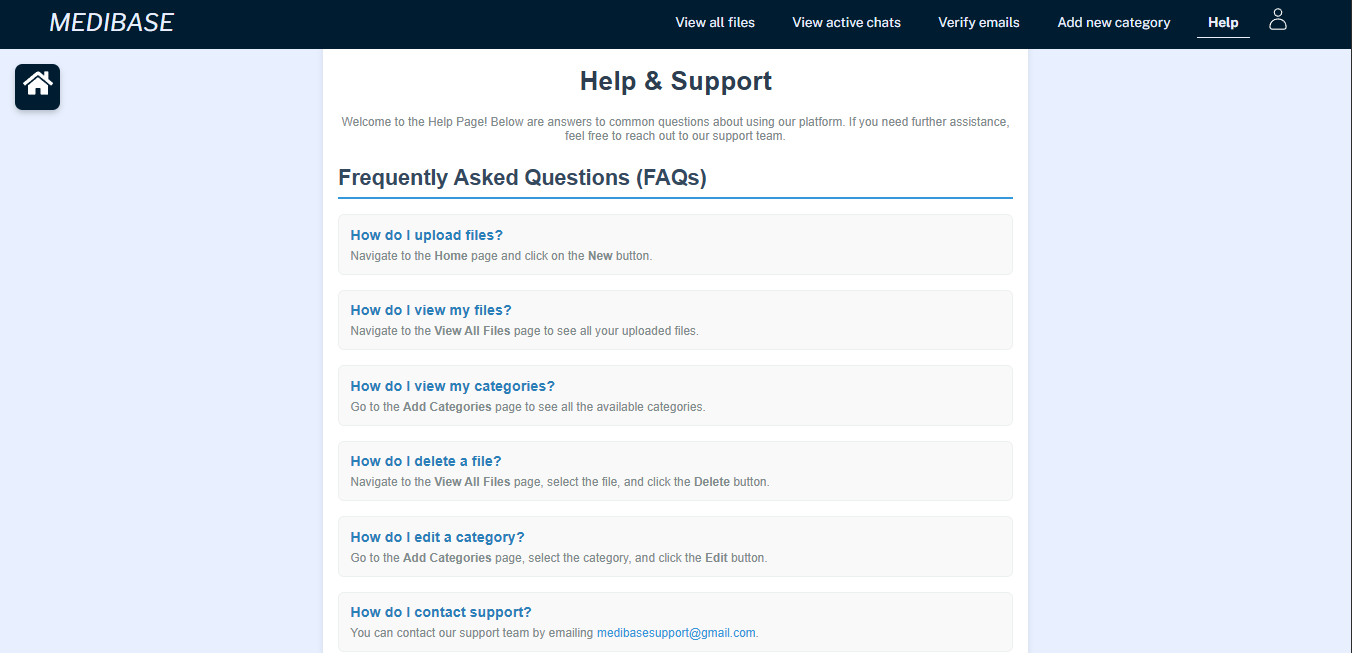 MEDIBASE
View all files
View active chats
Verify emails
Add new category
Help
Help & Support
Welcome to the Help Page! Below are answers to common questions about using our platform. If you need further assistance,
feel free to reach out to our support team.
Frequently Asked Questions (FAQs)
How do I upload files?
Navigate to the Home page and click on the New button.
How do I view my files?
Navigate to the View All Files page to see all your uploaded files.
How do I view my categories?
Go to the Add Categories page to see all the available categories.
How do I delete a file?
Navigate to the View All Files page, select the file, and click the Delete button.
How do I edit a category?
Go to the Add Categories page, select the category, and click the Edit button.
How do I contact support?
You can contact our support team by emailing medibasesupport@gmail.com.